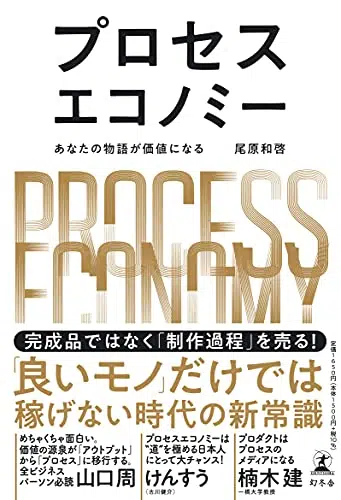 プロセス
エコノミー
あなたの物語が価値になる 尾原和啓
PROCESS
ECONOMY
完成品ではなく「制作過程」を売る!
「良いモノ」だけでは
稼げない時代の新常識
めちゃくちゃ面白い。
価値の源泉が「アウトプット」
から「プロセス」に移行する。
全ビジネス
パーソン必読 山口周
プロセスエコノミーは
“道”を極める日本人
にとって大チャンス!
けんすう
(古川健介)
プロダクトは
プロセスの
メディアになる
楠木建
一橋大学教授
定価1650円(本体1500円+税10%)
幻冬舎